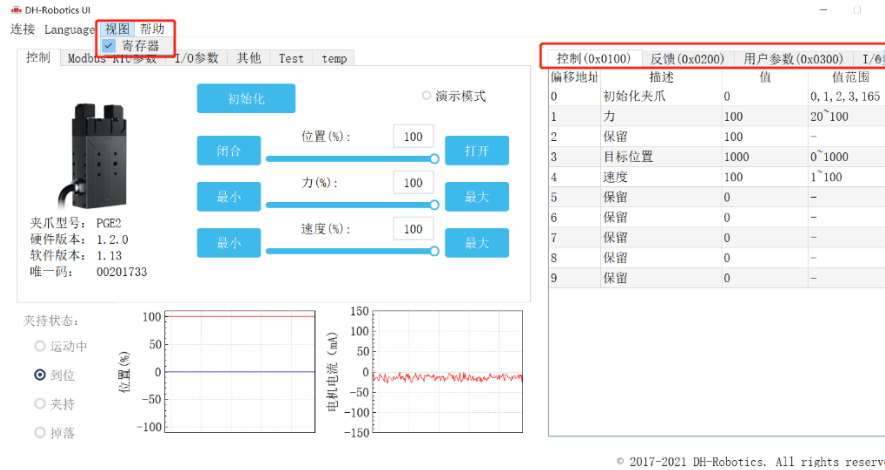 DH-Robotics UI
连接 Language 视图 帮助
寄存器
控制 Modbus-RTC参数 I/O参数 其他 Test temp
初始化
演示模式
位置(%): 100
闭合 打开
力(%): 100
最小 最大
速度(%): 100
最小 最大
夹爪型号: PGE2
硬件版本: 1.2.0
软件版本: 1.13
唯一码: 00201733
夹持状态:
运动中
到位
夹持
掉落
位置(%)
100
50
0
-50
-100
电机电流 (mA)
150
100
50
0
-50
-100
-150
控制(0x0100) 反馈(0x0200) 用户参数(0x0300)
偏移地址 描述 值 值范围
0 初始化夹爪 0 0,1,2,3,165
1 力 100 20~100
2 保留 100 -
3 目标位置 1000 0~1000
4 速度 100 1~100
5 保留 0 -
6 保留 0 -
7 保留 0 -
8 保留 0 -
9 保留 0 -
© 2017-2021 DH-Robotics. All rights reserve